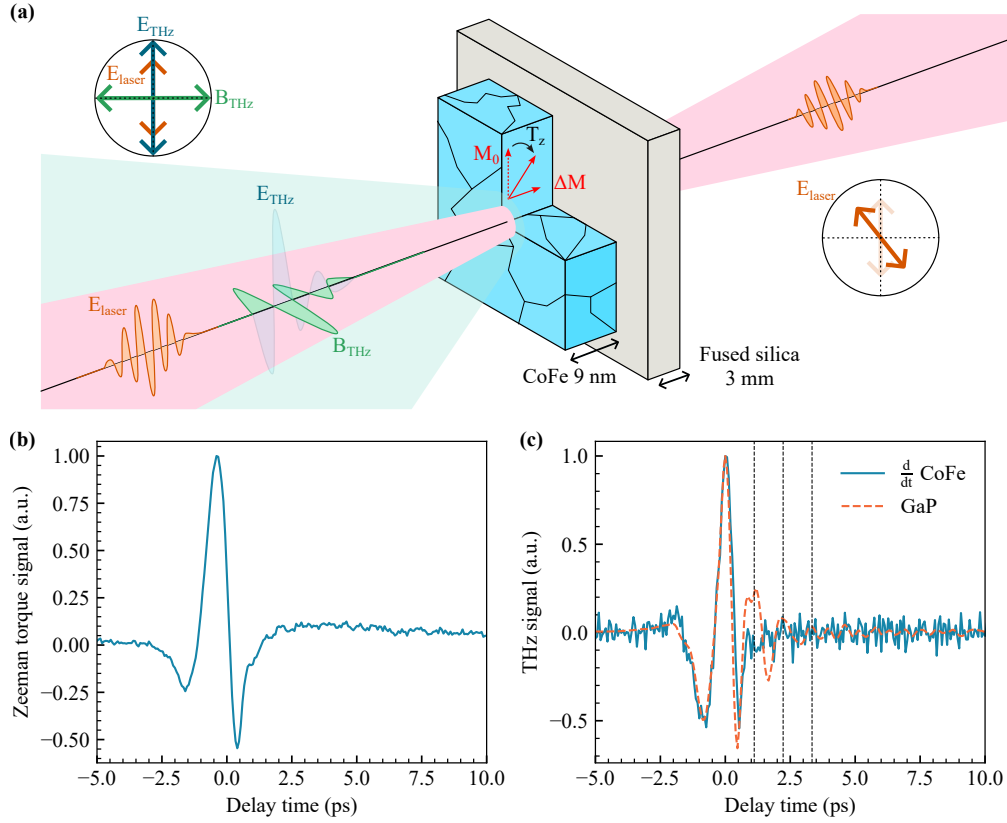 (a)
E_THz
E_laser
B_THz
E_THz
E_laser
B_THz
M_0
T_z
ΔM
E_laser
CoFe 9 nm
Fused silica
3 mm
(b)
Zeeman torque signal (a.u.)
1.00
0.75
0.50
0.25
0.00
−0.25
−0.50
−5.0
−2.5
0.0
2.5
5.0
7.5
10.0
Delay time (ps)
(c)
THz signal (a.u.)
1.0
0.5
0.0
−0.5
−5.0
−2.5
0.0
2.5
5.0
7.5
10.0
Delay time (ps)
d/dt CoFe
GaP